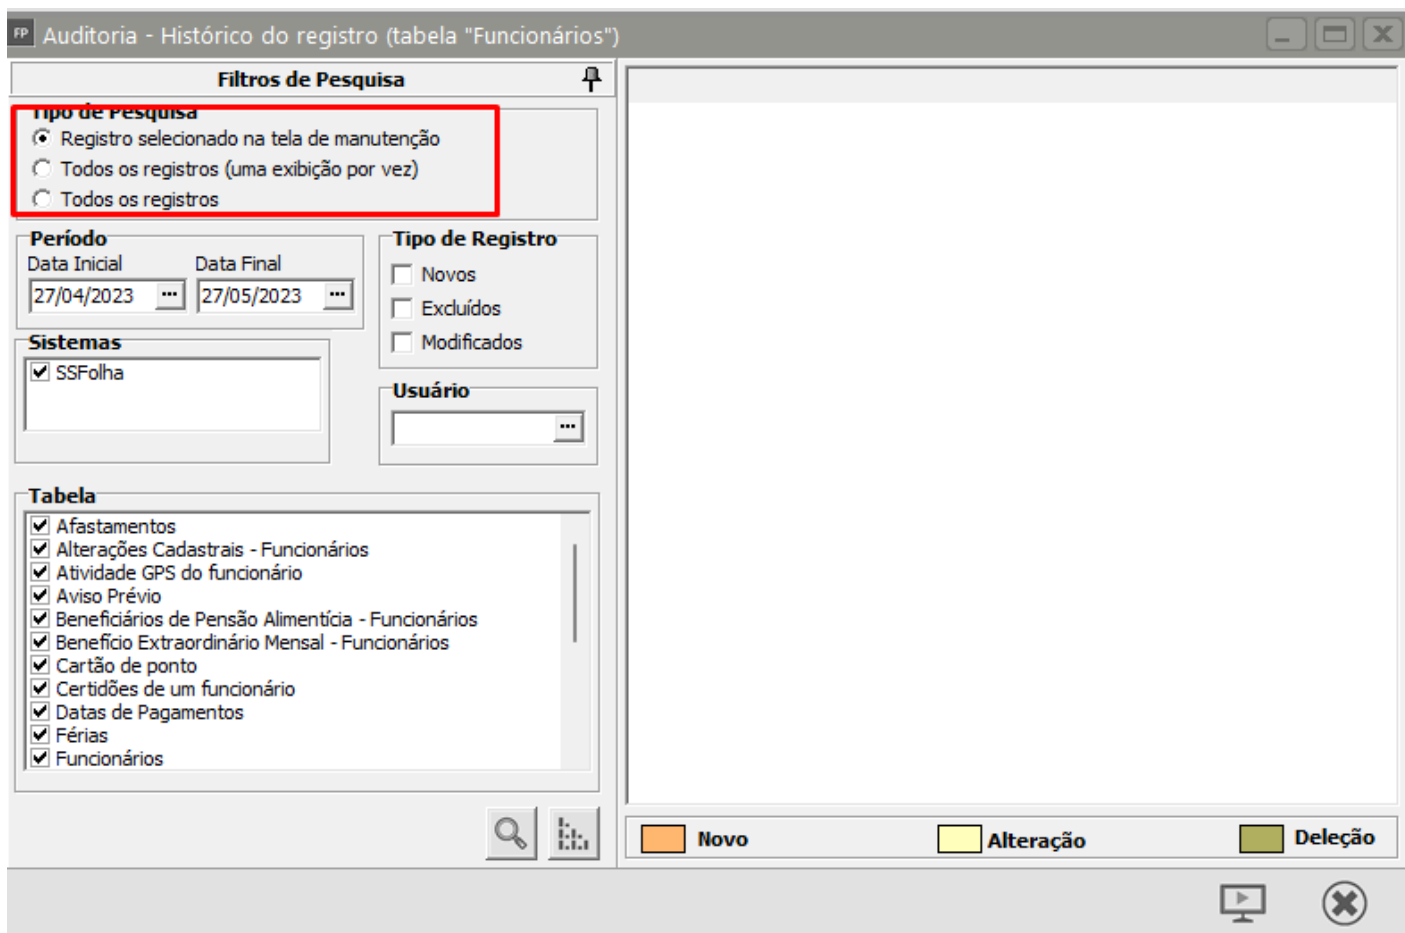 FP Auditoria - Histórico do registro (tabela "Funcionários")
Filtros de Pesquisa
Tipo de Pesquisa
Registro selecionado na tela de manutenção
Todos os registros (uma exibição por vez)
Todos os registros
Período
Data Inicial Data Final
27/04/2023 ... 27/05/2023 ...
Tipo de Registro
Novos
Excluídos
Modificados
Sistemas
SSFolha
Usuário
...
Tabela
Afastamentos
Alterações Cadastrais - Funcionários
Atividade GPS do funcionário
Aviso Prévio
Beneficiários de Pensão Alimentícia - Funcionários
Benefício Extraordinário Mensal - Funcionários
Cartão de ponto
Certidões de um funcionário
Datas de Pagamentos
Férias
Funcionários
Novo Alteração Deleção